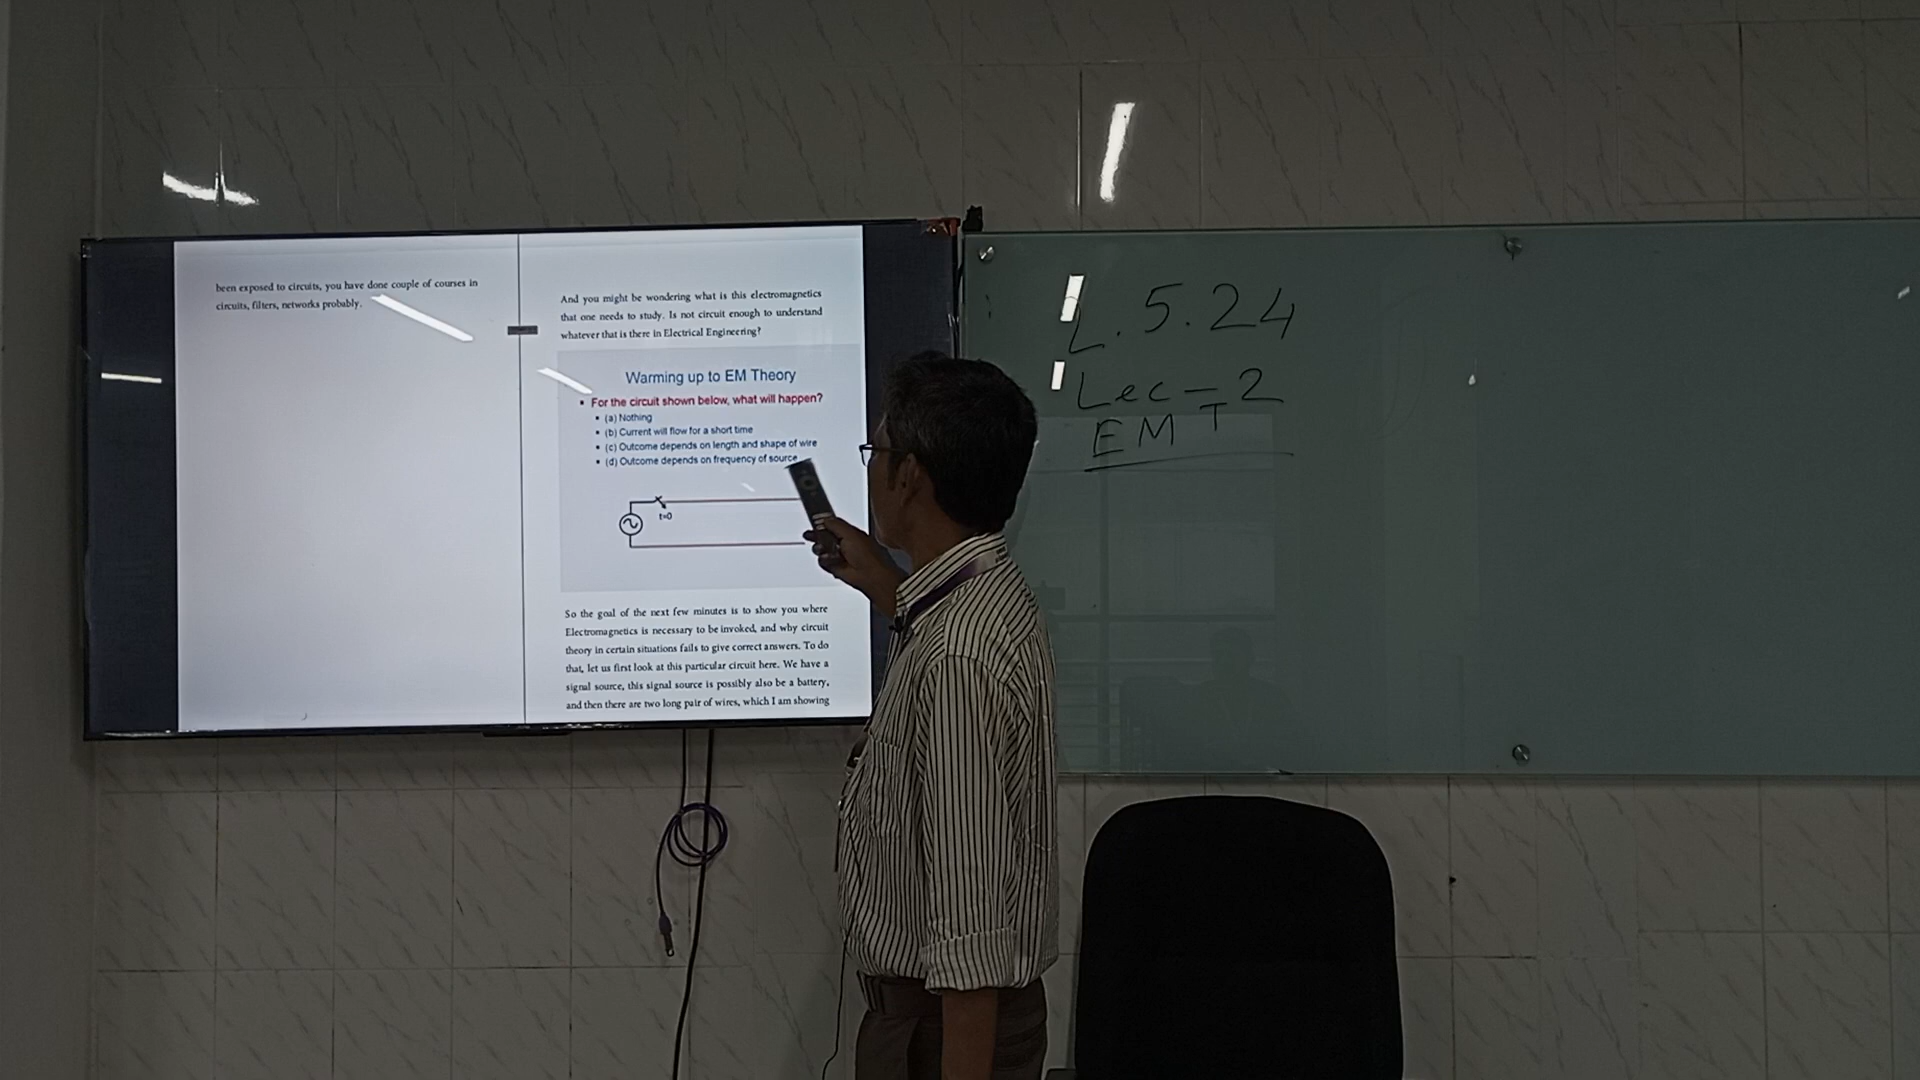 been exposed to circuits, you have done couple of courses in
circuits, filters, networks probably.
And you might be wondering what is this electromagnetics
that one needs to study. Is not circuit enough to understand
whatever that is there in Electrical Engineering?
Warming up to EM Theory
• For the circuit shown below, what will happen?
• (a) Nothing
• (b) Current will flow for a short time
• (c) Outcome depends on length and shape of wire
• (d) Outcome depends on frequency of source
t=0
So the goal of the next few minutes is to show you where
Electromagnetics is necessary to be invoked, and why circuit
theory in certain situations fails to give correct answers. To do
that, let us first look at this particular circuit here. We have a
signal source, this signal source is possibly also be a battery,
and then there are two long pair of wires, which I am showing
5.24
Lec-2
EMT